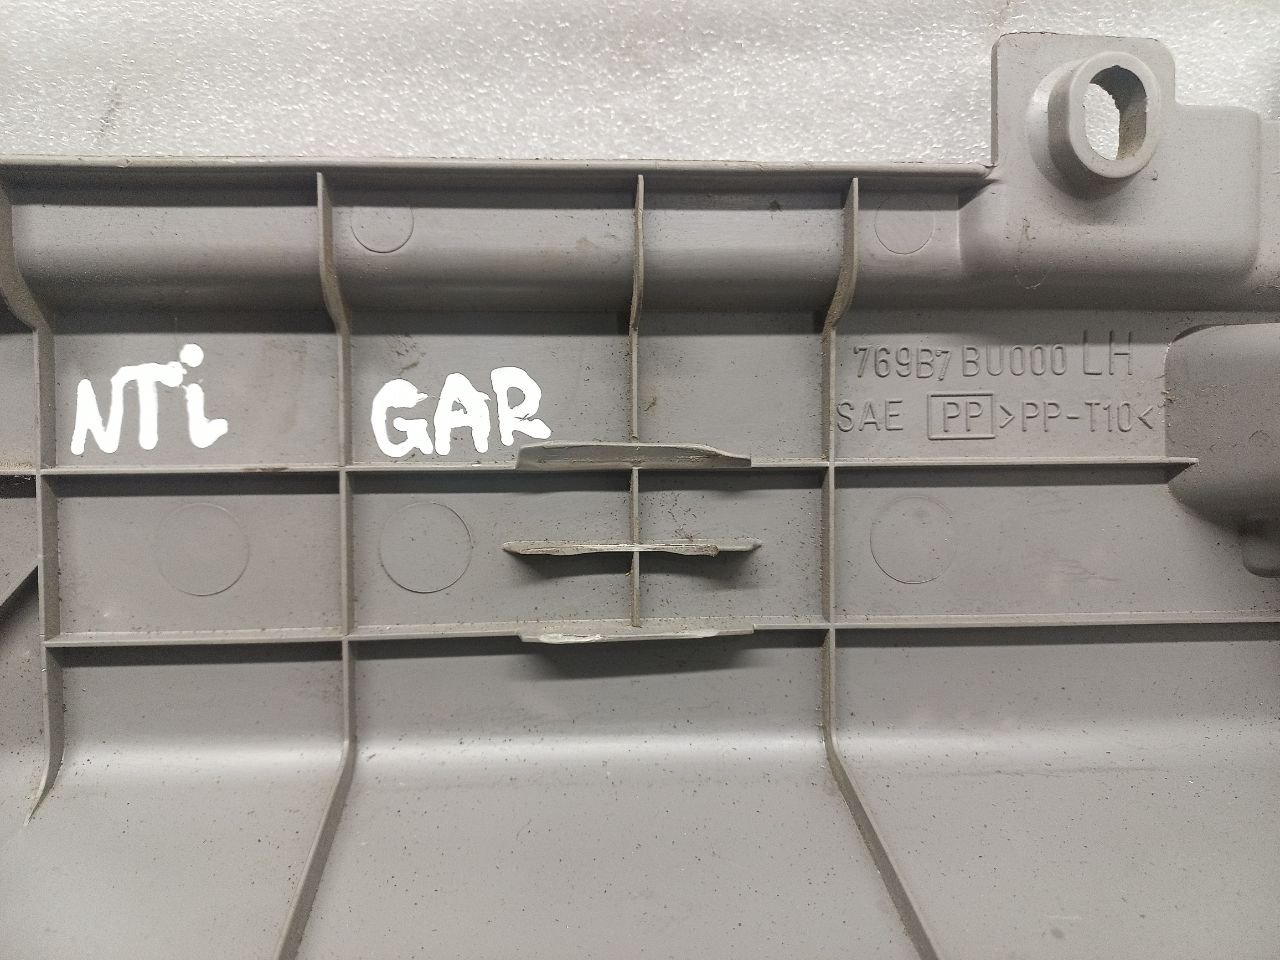 NTi GAR
769B7 BU000 LH
SAE PP >PP-T10<